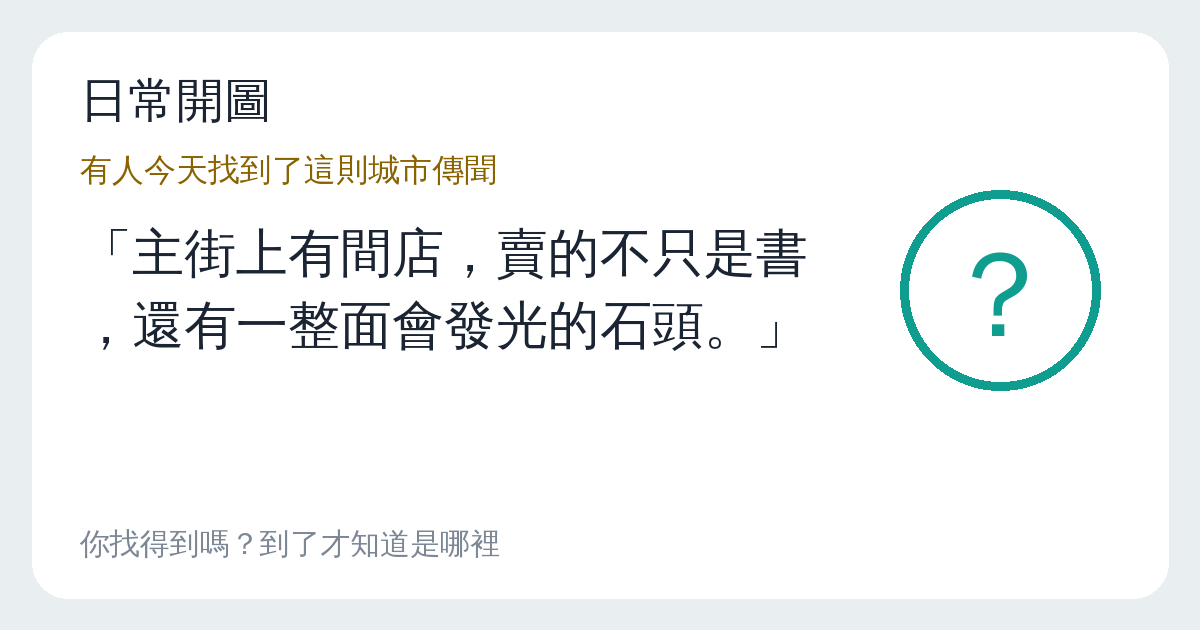 日常開圖
有人今天找到了這則城市傳聞
「主街上有間店，賣的不只是書
，還有一整面會發光的石頭。」
?
你找得到嗎？到了才知道是哪裡